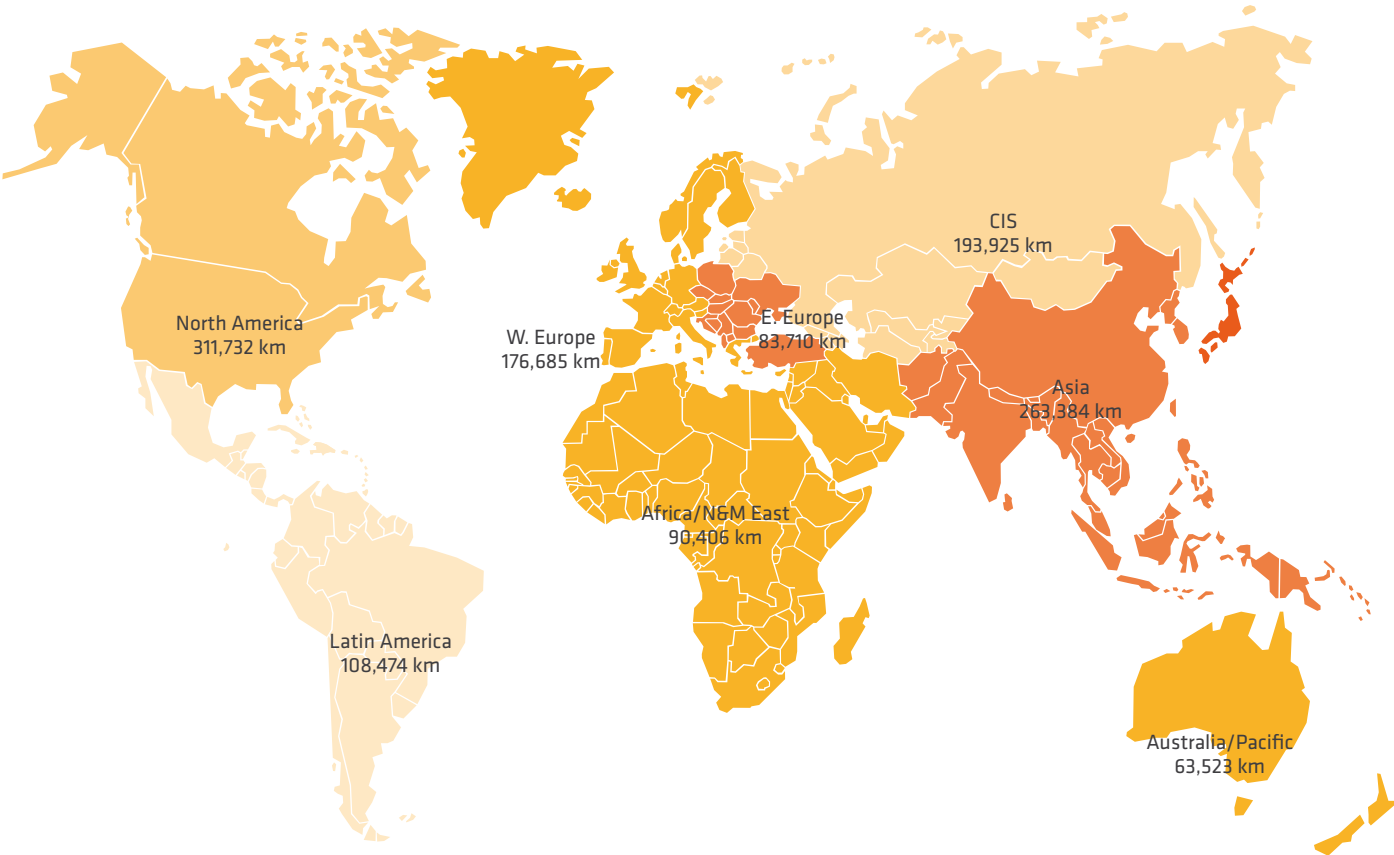 CIS
193,925 km
North America
311,732 km
W. Europe
176,685 km
E. Europe
83,710 km
Asia
263,384 km
Africa/N&M East
90,406 km
Latin America
108,474 km
Australia/Pacific
63,523 km